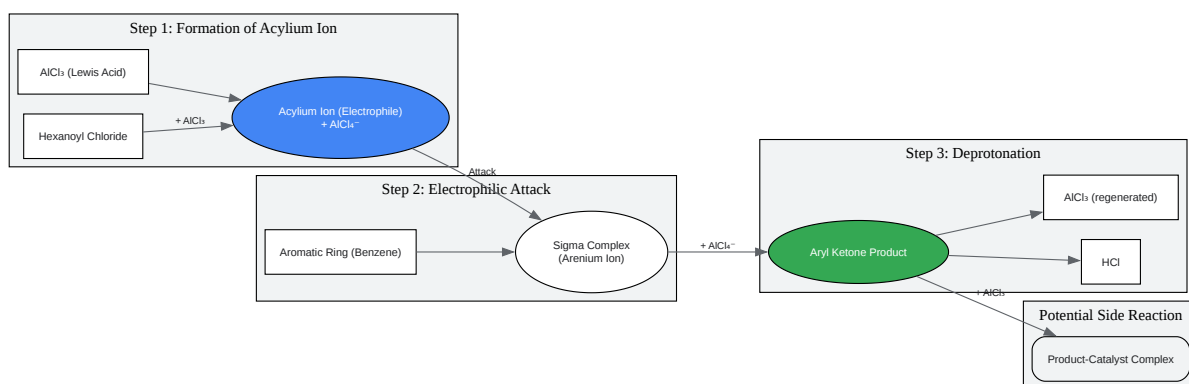 Step 1: Formation of Acylium Ion
AlCl₃ (Lewis Acid)
Hexanoyl Chloride
+ AlCl₃
Acylium Ion (Electrophile)
+ AlCl₄⁻
Attack
Step 2: Electrophilic Attack
Aromatic Ring (Benzene)
Sigma Complex
(Arenium Ion)
+ AlCl₄⁻
Step 3: Deprotonation
Aryl Ketone Product
AlCl₃ (regenerated)
HCl
+ AlCl₃
Potential Side Reaction
Product-Catalyst Complex